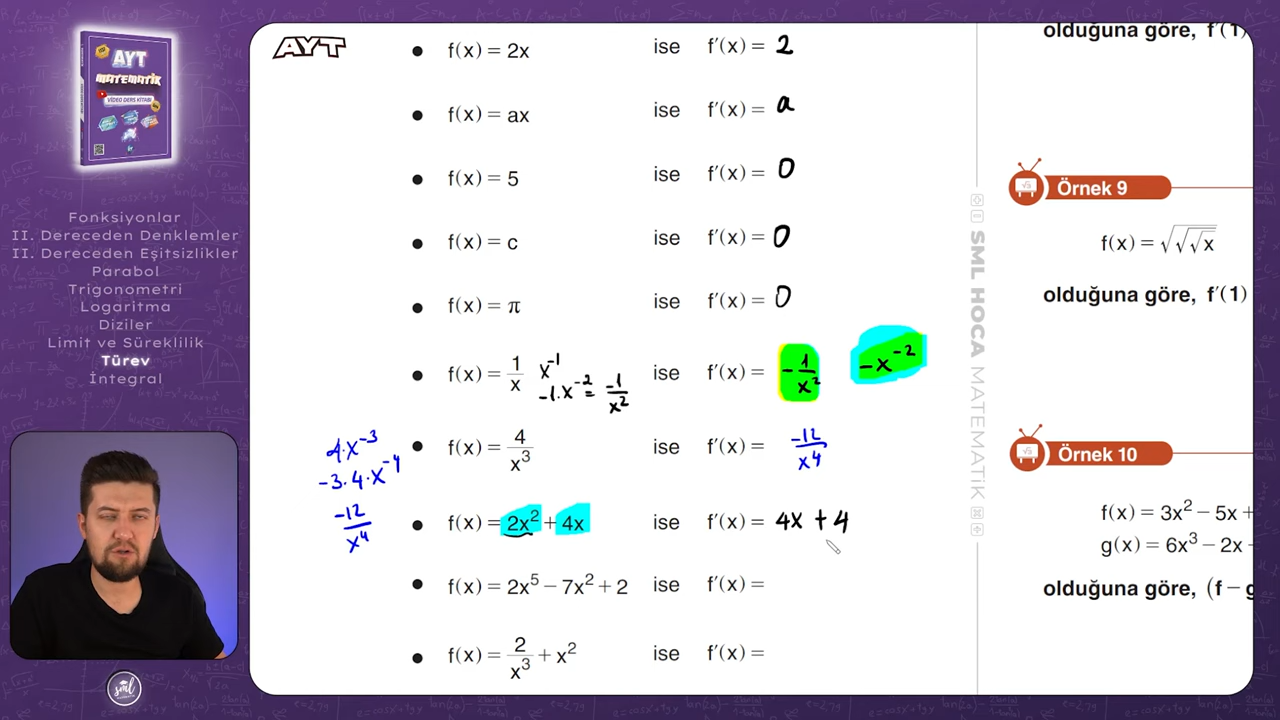 AYT
MATEMATİK
VİDEO DERS KİTABI
Fonksiyonlar
II. Dereceden Denklemler
II. Dereceden Eşitsizlikler
Parabol
Trigonometri
Logaritma
Diziler
Limit ve Süreklilik
Türev
İntegral
sml
AYT
• f(x) = 2x ise f′(x) = 2
• f(x) = ax ise f′(x) = a
• f(x) = 5 ise f′(x) = 0
• f(x) = c ise f′(x) = 0
• f(x) = π ise f′(x) = 0
• f(x) = 1/x x⁻¹ ise f′(x) = -1/x² -x⁻²
-1.x⁻² = -1/x²
• f(x) = 4/x³ ise f′(x) = -12/x⁴
4.x⁻³
-3.4.x⁻⁴
-12/x⁴
• f(x) = 2x² + 4x ise f′(x) = 4x + 4
• f(x) = 2x⁵ − 7x² + 2 ise f′(x) =
• f(x) = 2/x³ + x² ise f′(x) =
SML HOCA MATEMATİK
olduğuna göre, f′(1)
Örnek 9
f(x) = √√√x
olduğuna göre, f′(1)
Örnek 10
f(x) = 3x² − 5x +
g(x) = 6x³ − 2x -
olduğuna göre, (f − g